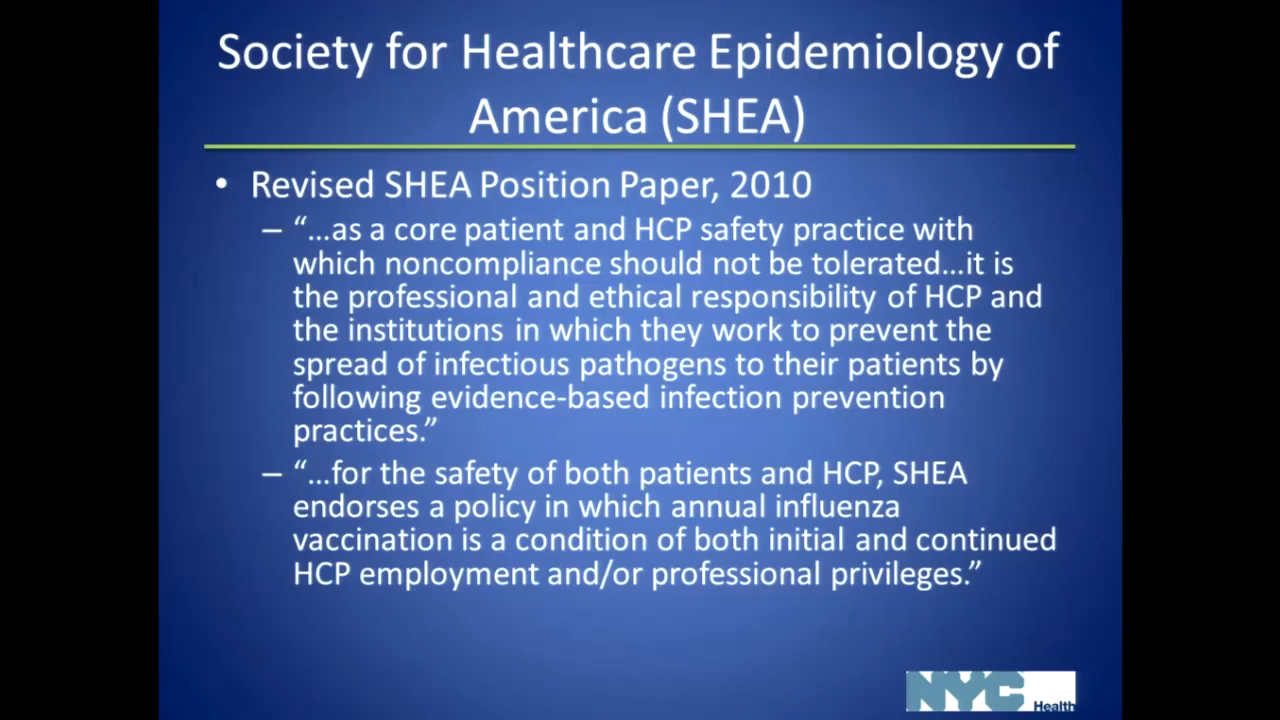 Society for Healthcare Epidemiology of
America (SHEA)
• Revised SHEA Position Paper, 2010
– “…as a core patient and HCP safety practice with
which noncompliance should not be tolerated…it is
the professional and ethical responsibility of HCP and
the institutions in which they work to prevent the
spread of infectious pathogens to their patients by
following evidence-based infection prevention
practices.”
– “…for the safety of both patients and HCP, SHEA
endorses a policy in which annual influenza
vaccination is a condition of both initial and continued
HCP employment and/or professional privileges.”
NYC
Health